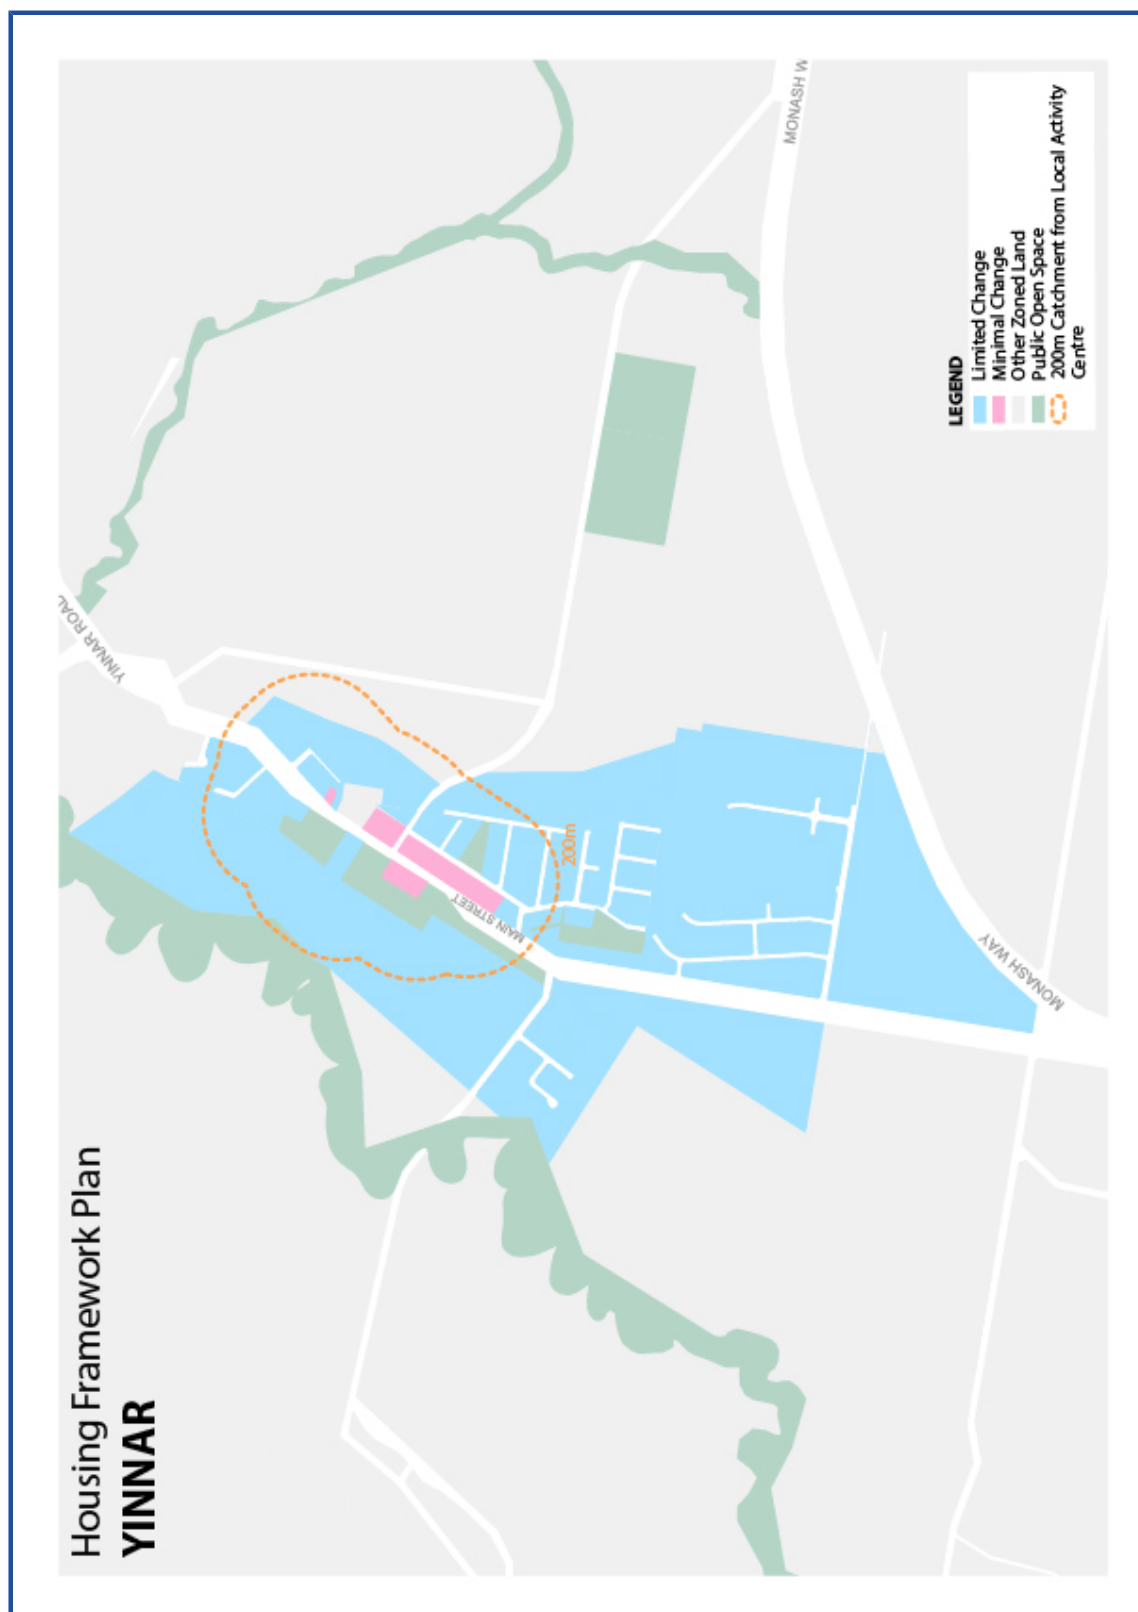 Housing Framework Plan
YINNAR
YINNAR ROAD
MONASH W
MAIN STREET
200m
MONASH WAY
LEGEND
Limited Change
Minimal Change
Other Zoned Land
Public Open Space
200m Catchment from Local Activity
Centre